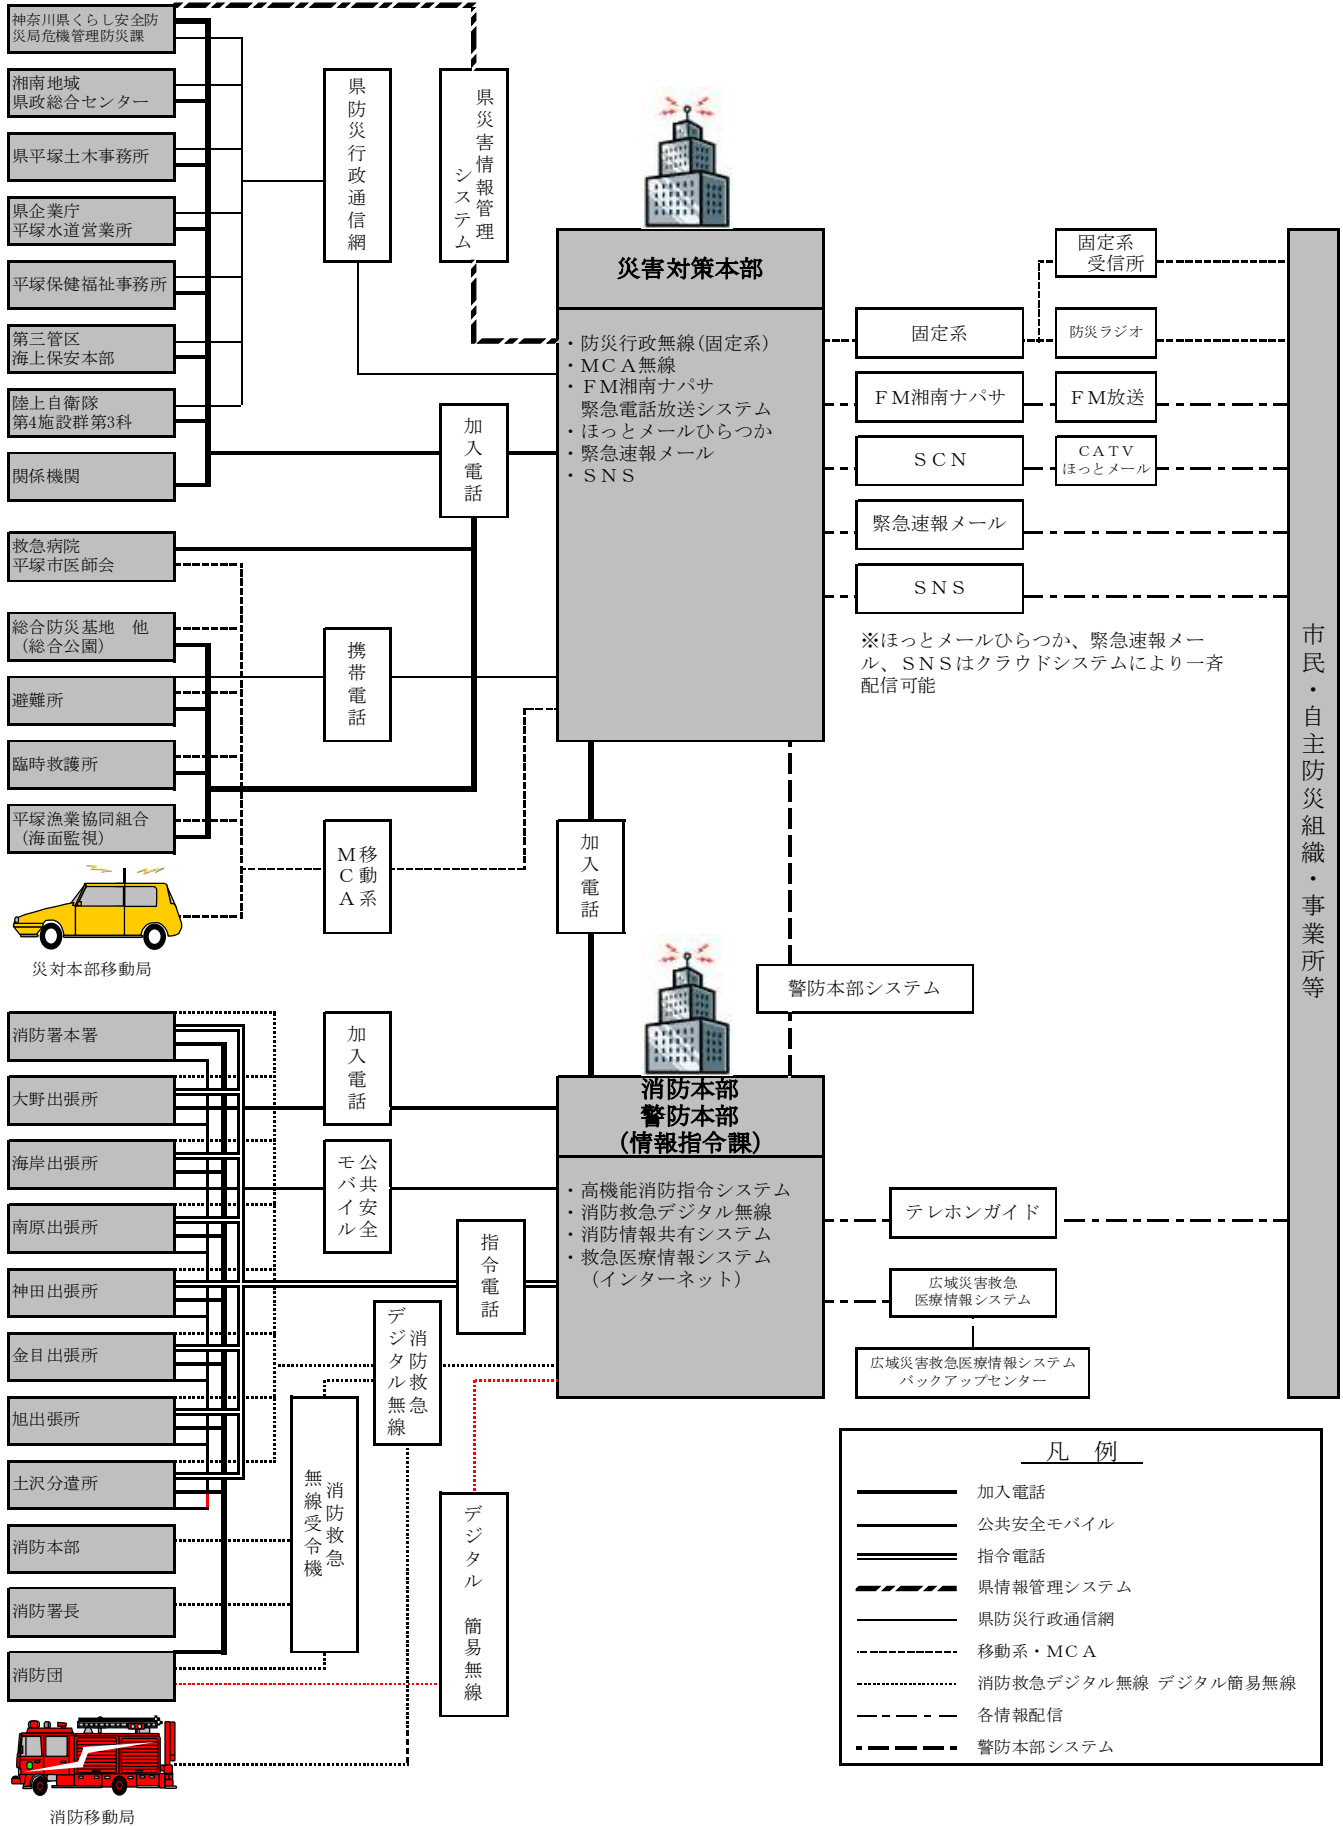 神奈川県くらし安全防
災局危機管理防災課
湘南地域
県政総合センター
県平塚土木事務所
県企業庁
平塚水道営業所
平塚保健福祉事務所
第三管区
海上保安本部
陸上自衛隊
第4施設群第3科
関係機関
救急病院
平塚市医師会
総合防災基地　他
（総合公園）
避難所
臨時救護所
平塚漁業協同組合
（海面監視）
災対本部移動局
県防災行政通信網
県災害情報管理
システム
加入電話
携帯電話
移動系
ＭＣＡ
災害対策本部
・防災行政無線(固定系)
・ＭＣＡ無線
・ＦＭ湘南ナパサ
緊急電話放送システム
・ほっとメールひらつか
・緊急速報メール
・ＳＮＳ
固定系
固定系
受信所
防災ラジオ
ＦＭ湘南ナパサ
ＦＭ放送
ＳＣＮ
ＣＡＴＶ
ほっとメール
緊急速報メール
ＳＮＳ
※ほっとメールひらつか、緊急速報メー
ル、ＳＮＳはクラウドシステムにより一斉
配信可能
市民・自主防災組織・事業所等
加入電話
警防本部システム
消防署本署
大野出張所
海岸出張所
南原出張所
神田出張所
金目出張所
旭出張所
土沢分遣所
消防本部
消防署長
消防団
消防移動局
加入電話
公共安全
モバイル
指令電話
消防救急
デジタル無線
消防救急
無線受令機
デジタル　簡易無線
消防本部
警防本部
（情報指令課）
・高機能消防指令システム
・消防救急デジタル無線
・消防情報共有システム
・救急医療情報システム
（インターネット）
テレホンガイド
広域災害救急
医療情報システム
広域災害救急医療情報システム
バックアップセンター
凡　例
加入電話
公共安全モバイル
指令電話
県情報管理システム
県防災行政通信網
移動系・ＭＣＡ
消防救急デジタル無線 デジタル簡易無線
各情報配信
警防本部システム